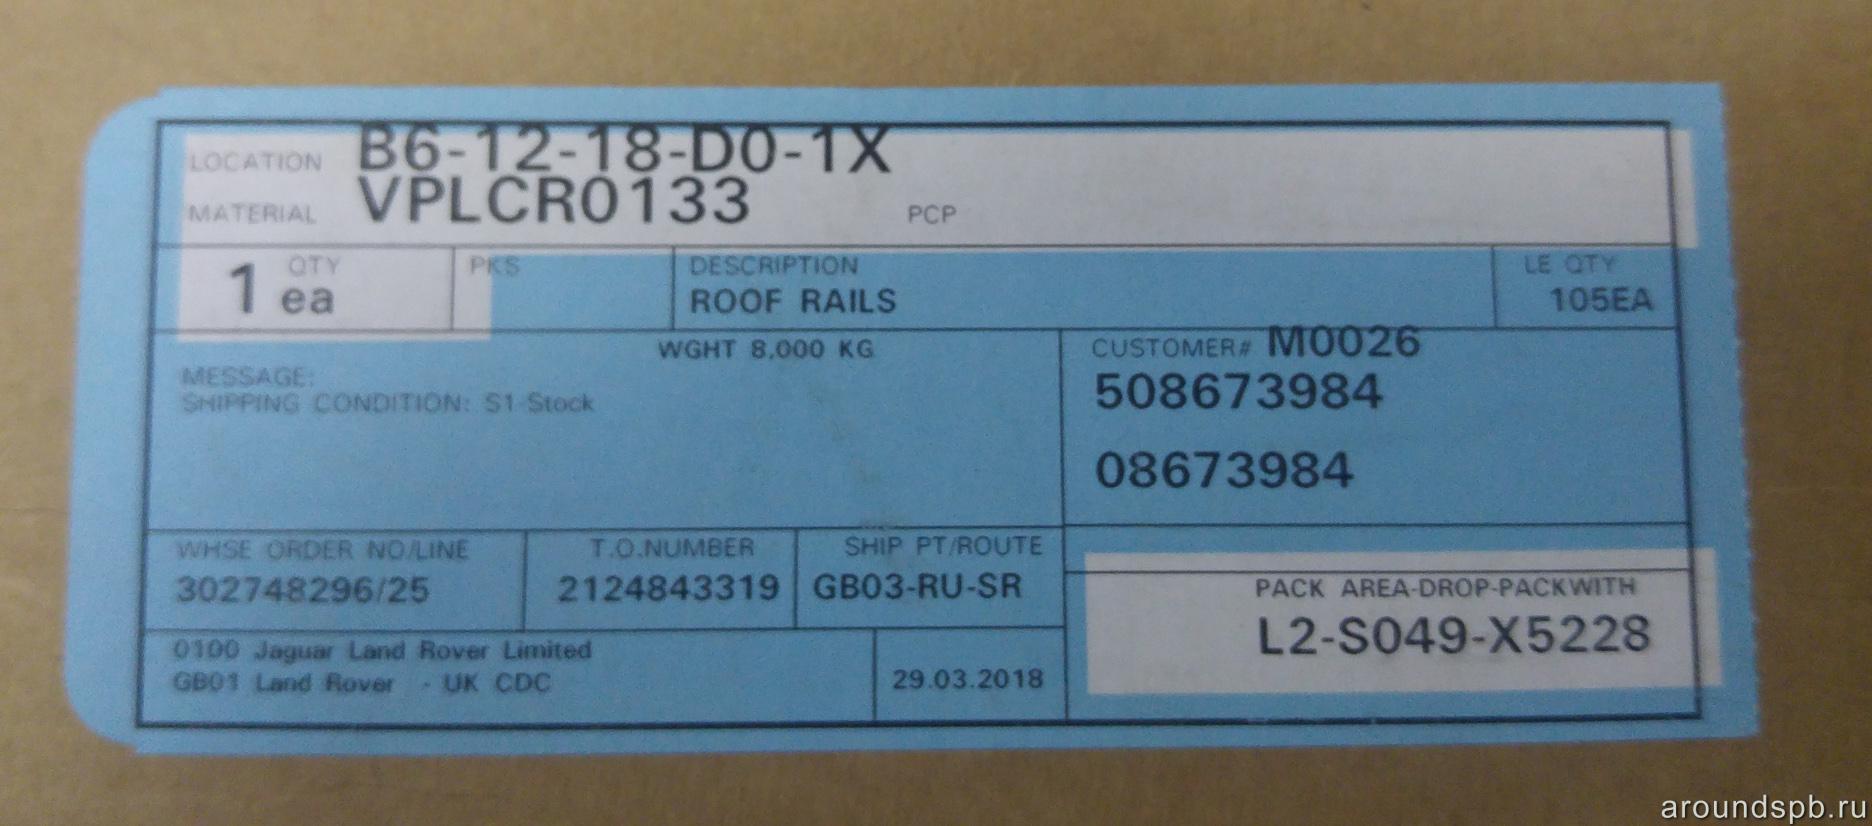 LOCATION B6-12-18-D0-1X
MATERIAL VPLCR0133 PCP
QTY PKS DESCRIPTION LE QTY
1 ea ROOF RAILS 105EA
WGHT 8,000 KG CUSTOMER# M0026
MESSAGE:
508673984
SHIPPING CONDITION: S1-Stock
08673984
WHSE ORDER NO/LINE T.O.NUMBER SHIP PT/ROUTE
302748296/25 2124843319 GB03-RU-SR
PACK AREA-DROP-PACKWITH
L2-S049-X5228
0100 Jaguar Land Rover Limited
GB01 Land Rover - UK CDC 29.03.2018
aroundspb.ru